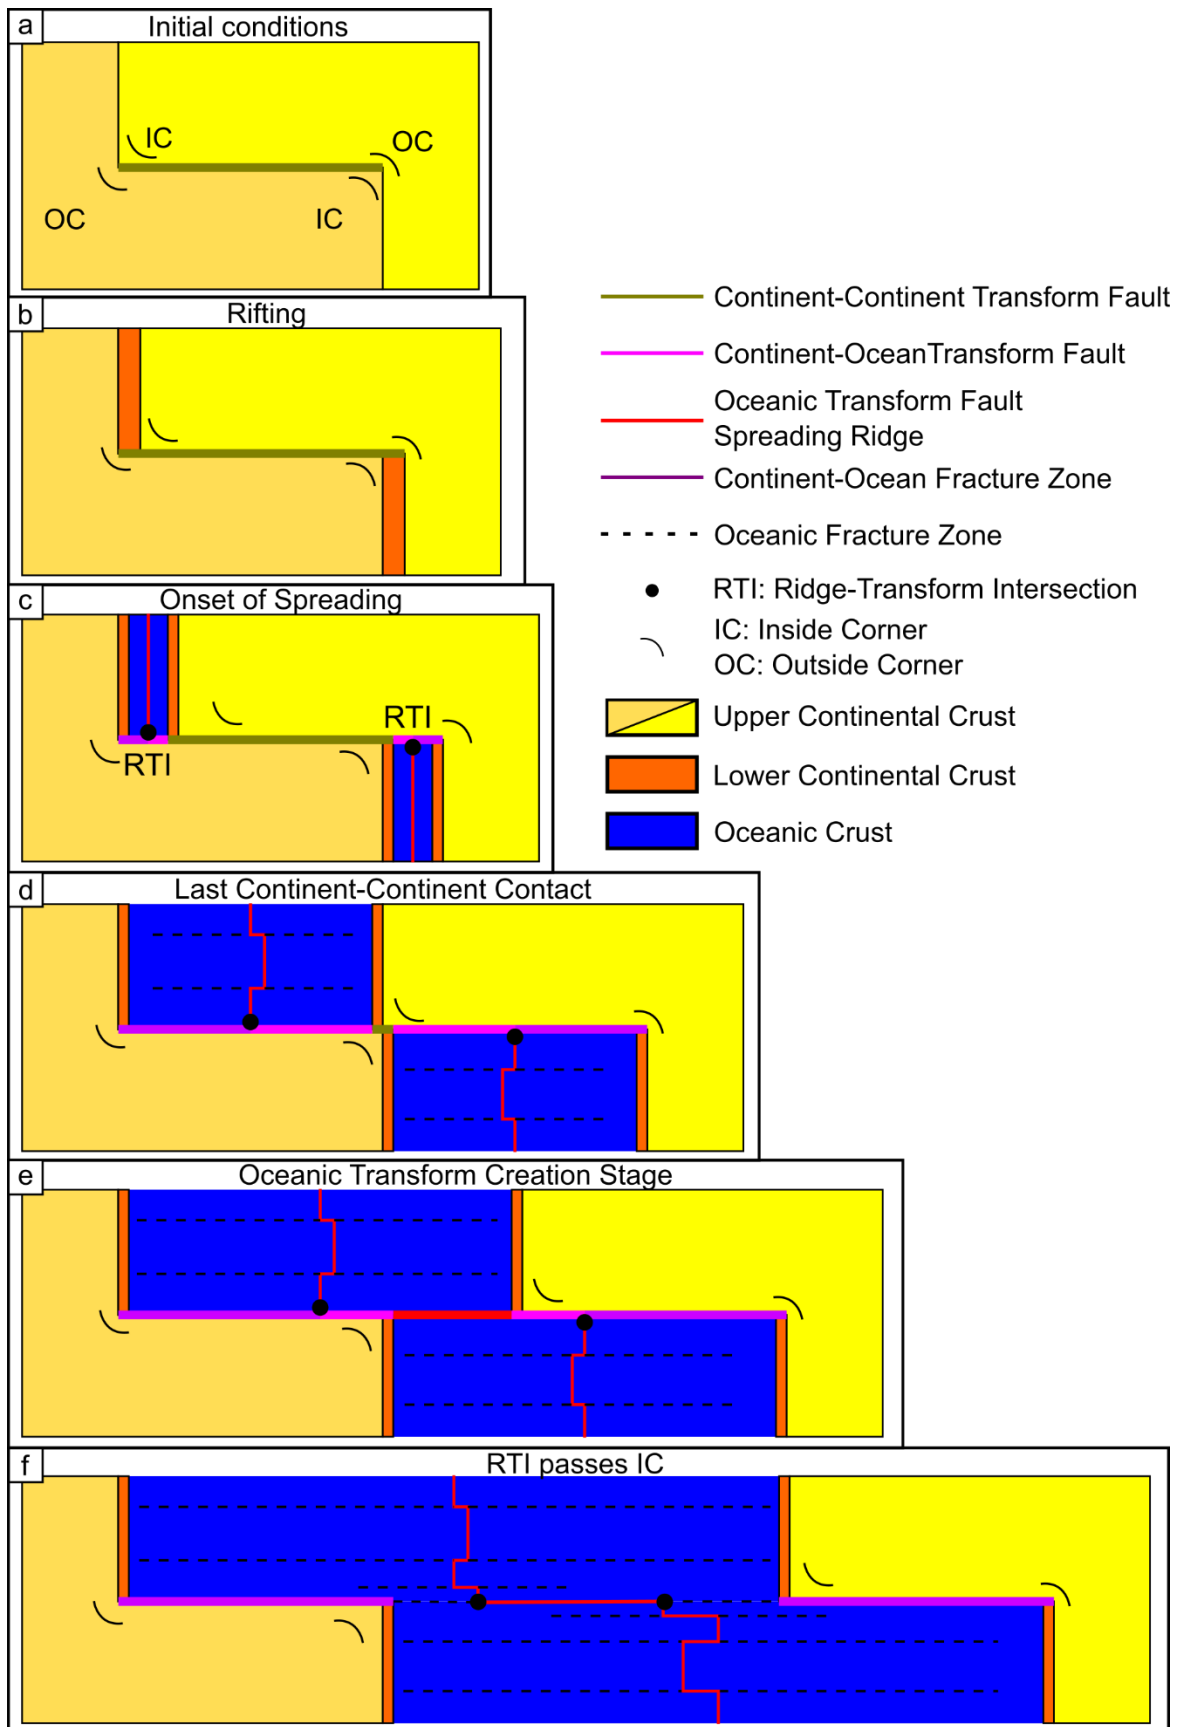 a
Initial conditions
IC
OC
OC
IC
b
Rifting
Continent-Continent Transform Fault
Continent-OceanTransform Fault
Oceanic Transform Fault
Spreading Ridge
Continent-Ocean Fracture Zone
Oceanic Fracture Zone
RTI: Ridge-Transform Intersection
IC: Inside Corner
OC: Outside Corner
Upper Continental Crust
Lower Continental Crust
Oceanic Crust
c
Onset of Spreading
RTI
RTI
d
Last Continent-Continent Contact
e
Oceanic Transform Creation Stage
f
RTI passes IC